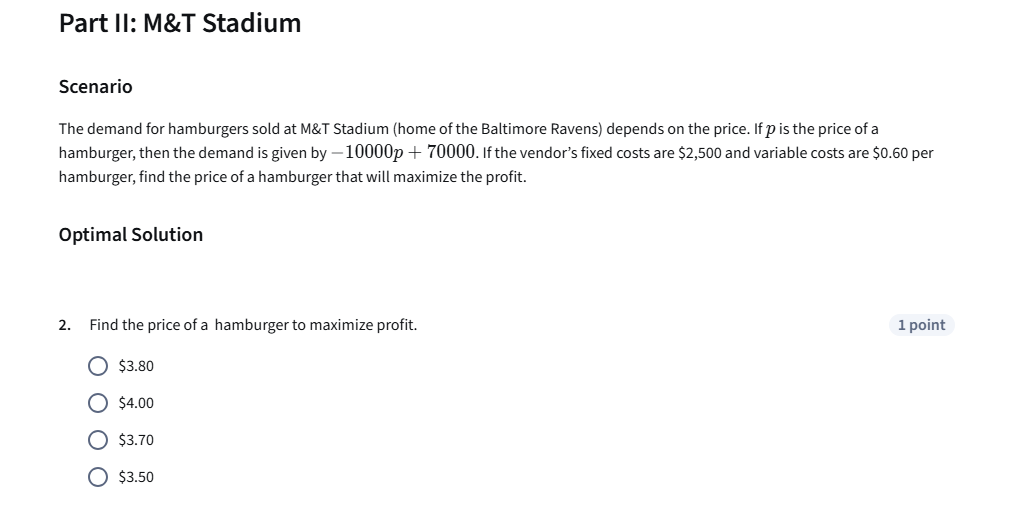 Part II: M&T Stadium
Scenario
The demand for hamburgers sold at M&T Stadium (home of the Baltimore Ravens) depends on the price. If p is the price of a
hamburger, then the demand is given by −10000p + 70000. If the vendor’s fixed costs are $2,500 and variable costs are $0.60 per
hamburger, find the price of a hamburger that will maximize the profit.
Optimal Solution
2. Find the price of a hamburger to maximize profit. 1 point
$3.80
$4.00
$3.70
$3.50